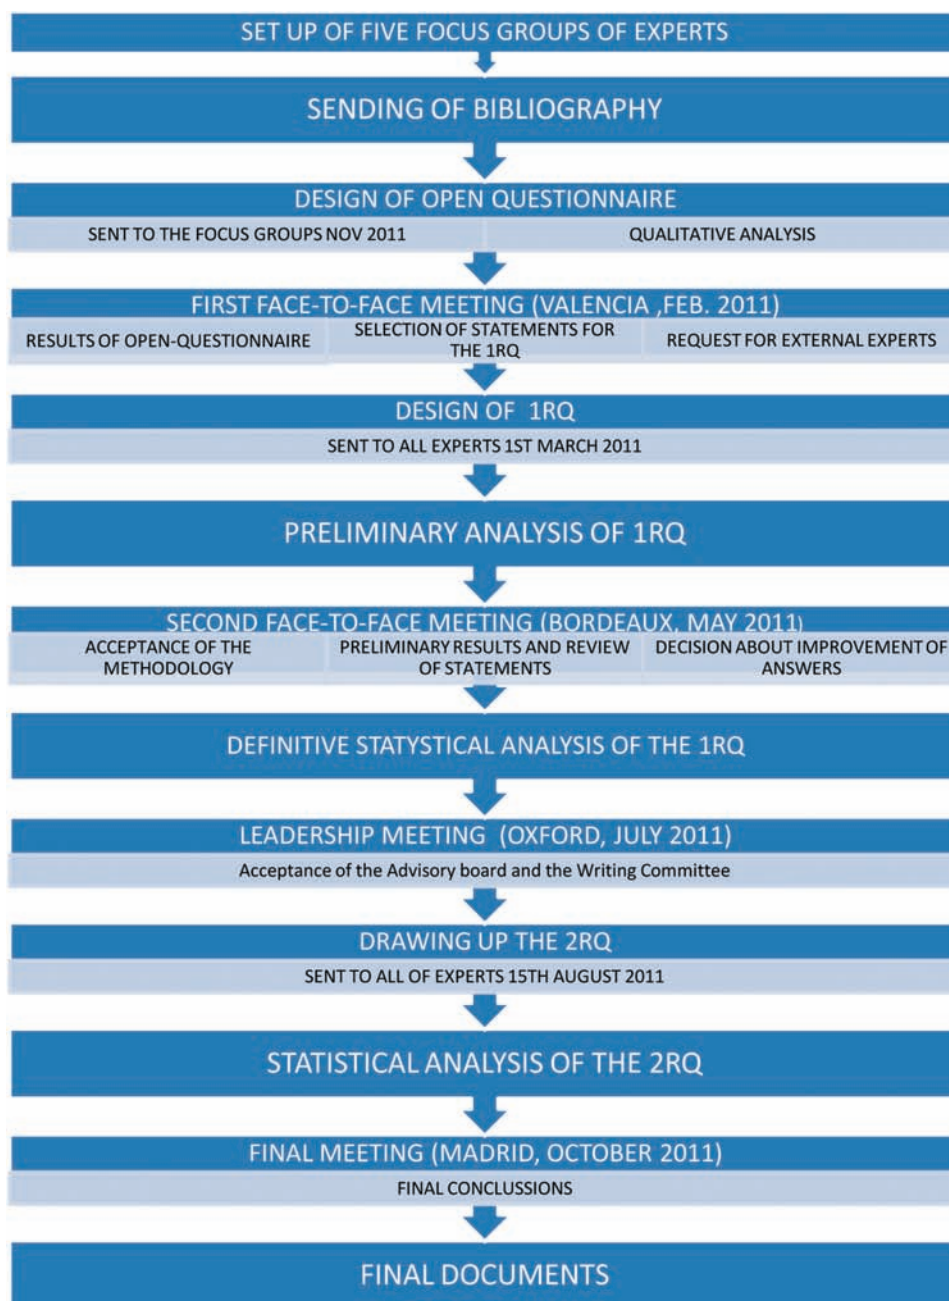 SET UP OF FIVE FOCUS GROUPS OF EXPERTS
SENDING OF BIBLIOGRAPHY
DESIGN OF OPEN QUESTIONNAIRE
SENT TO THE FOCUS GROUPS NOV 2011
QUALITATIVE ANALYSIS
FIRST FACE-TO-FACE MEETING (VALENCIA ,FEB. 2011)
RESULTS OF OPEN-QUESTIONNAIRE
SELECTION OF STATEMENTS FOR
THE 1RQ
REQUEST FOR EXTERNAL EXPERTS
DESIGN OF 1RQ
SENT TO ALL EXPERTS 1ST MARCH 2011
PRELIMINARY ANALYSIS OF 1RQ
SECOND FACE-TO-FACE MEETING (BORDEAUX, MAY 2011)
ACCEPTANCE OF THE
METHODOLOGY
PRELIMINARY RESULTS AND REVIEW
OF STATEMENTS
DECISION ABOUT IMPROVEMENT OF
ANSWERS
DEFINITIVE STATYSTICAL ANALYSIS OF THE 1RQ
LEADERSHIP MEETING (OXFORD, JULY 2011)
Acceptance of the Advisory board and the Writing Committee
DRAWING UP THE 2RQ
SENT TO ALL OF EXPERTS 15TH AUGUST 2011
STATISTICAL ANALYSIS OF THE 2RQ
FINAL MEETING (MADRID, OCTOBER 2011)
FINAL CONCLUSSIONS
FINAL DOCUMENTS